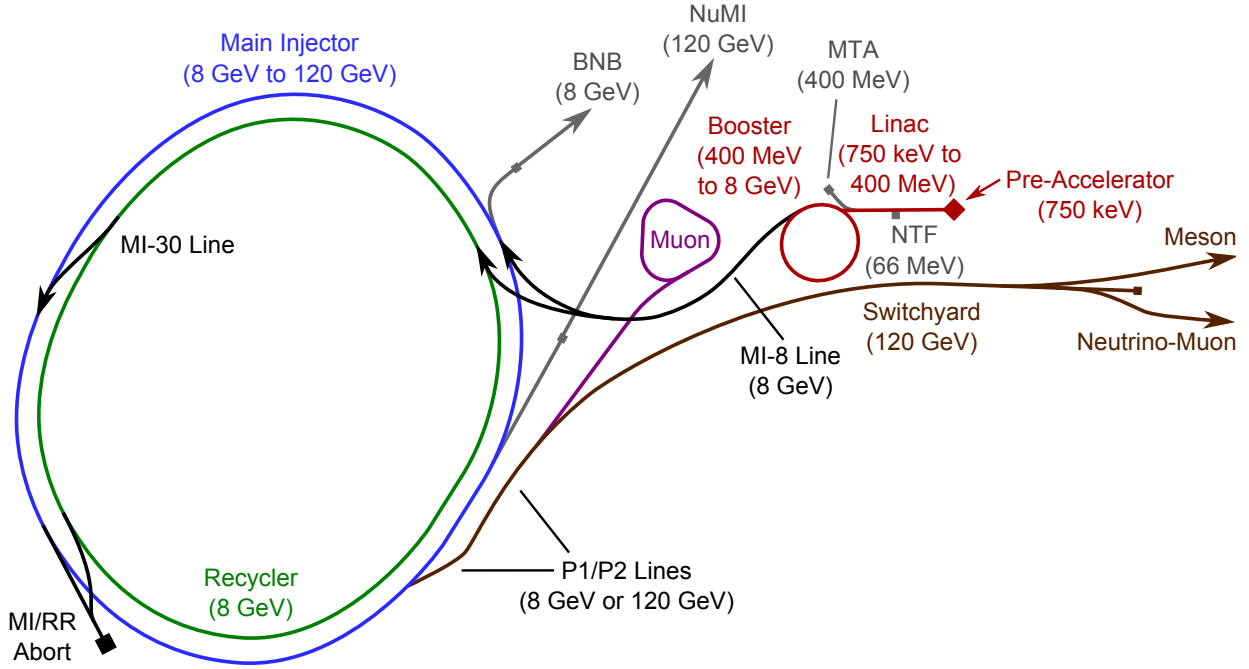 Main Injector
(8 GeV to 120 GeV)
BNB
(8 GeV)
NuMI
(120 GeV)
MTA
(400 MeV)
Booster
(400 MeV
to 8 GeV)
Linac
(750 keV to
400 MeV)
Pre-Accelerator
(750 keV)
NTF
(66 MeV)
Muon
MI-30 Line
Meson
Switchyard
(120 GeV)
Neutrino-Muon
MI-8 Line
(8 GeV)
P1/P2 Lines
(8 GeV or 120 GeV)
Recycler
(8 GeV)
MI/RR
Abort